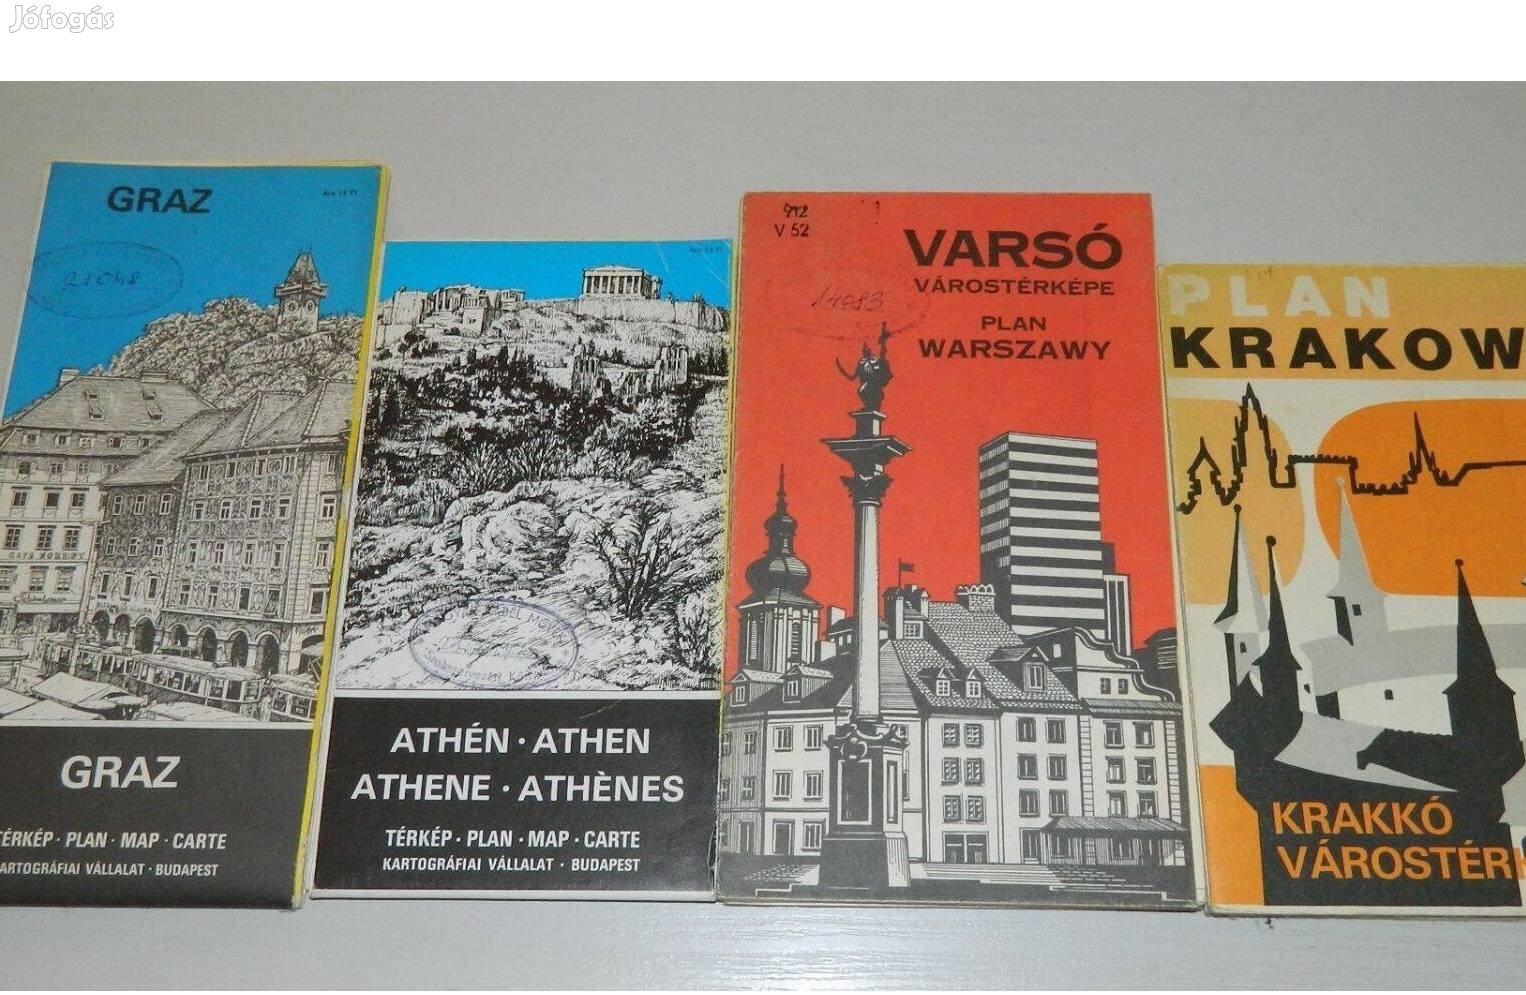 Jófogás
GRAZ
21048
GRAZ
TÉRKÉP · PLAN · MAP · CARTE
KARTOGRÁFIAI VÁLLALAT · BUDAPEST
ATHÉN · ATHEN
ATHENE · ATHÈNES
TÉRKÉP · PLAN · MAP · CARTE
KARTOGRÁFIAI VÁLLALAT · BUDAPEST
912
V 52
14083
VARSÓ
VÁROSTÉRKÉPE
PLAN
WARSZAWY
PLAN
KRAKOW
KRAKKÓ
VÁROSTÉRK